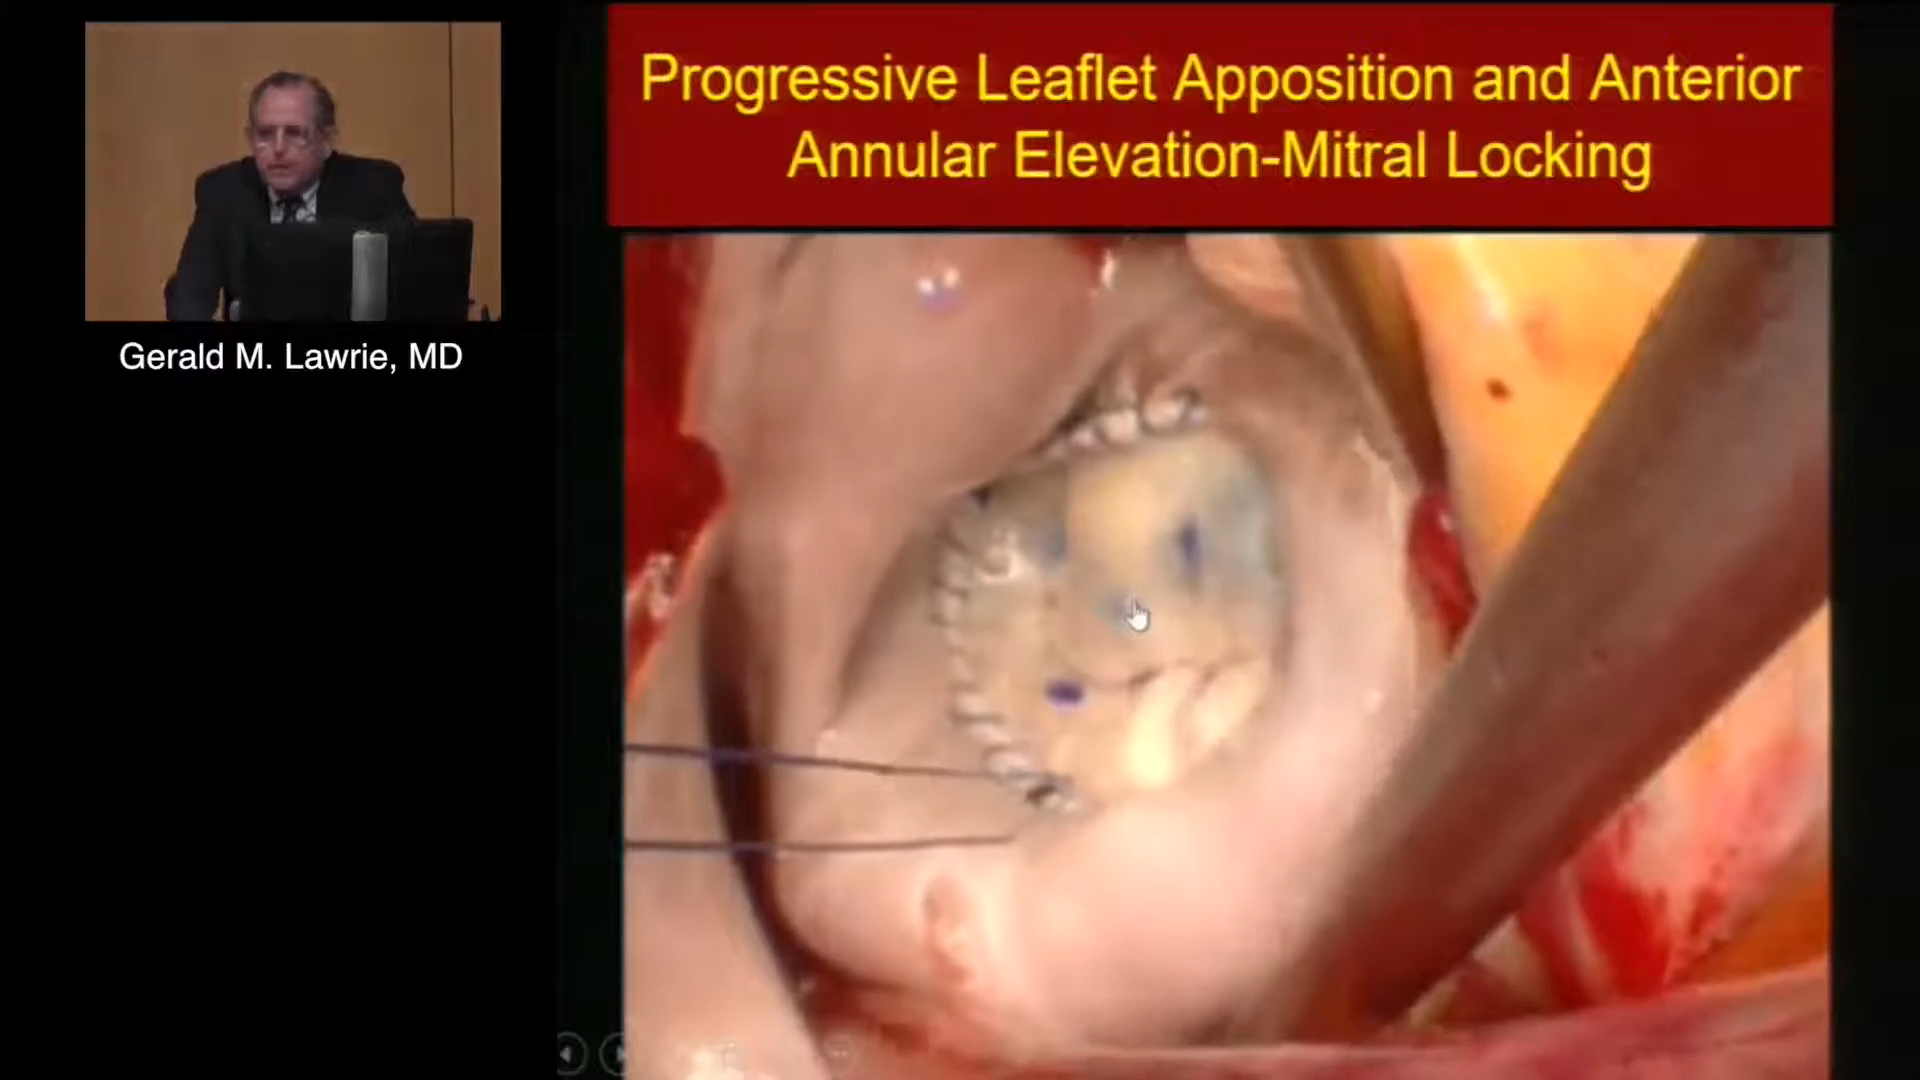 Progressive Leaflet Apposition and Anterior
Annular Elevation-Mitral Locking
Gerald M. Lawrie, MD